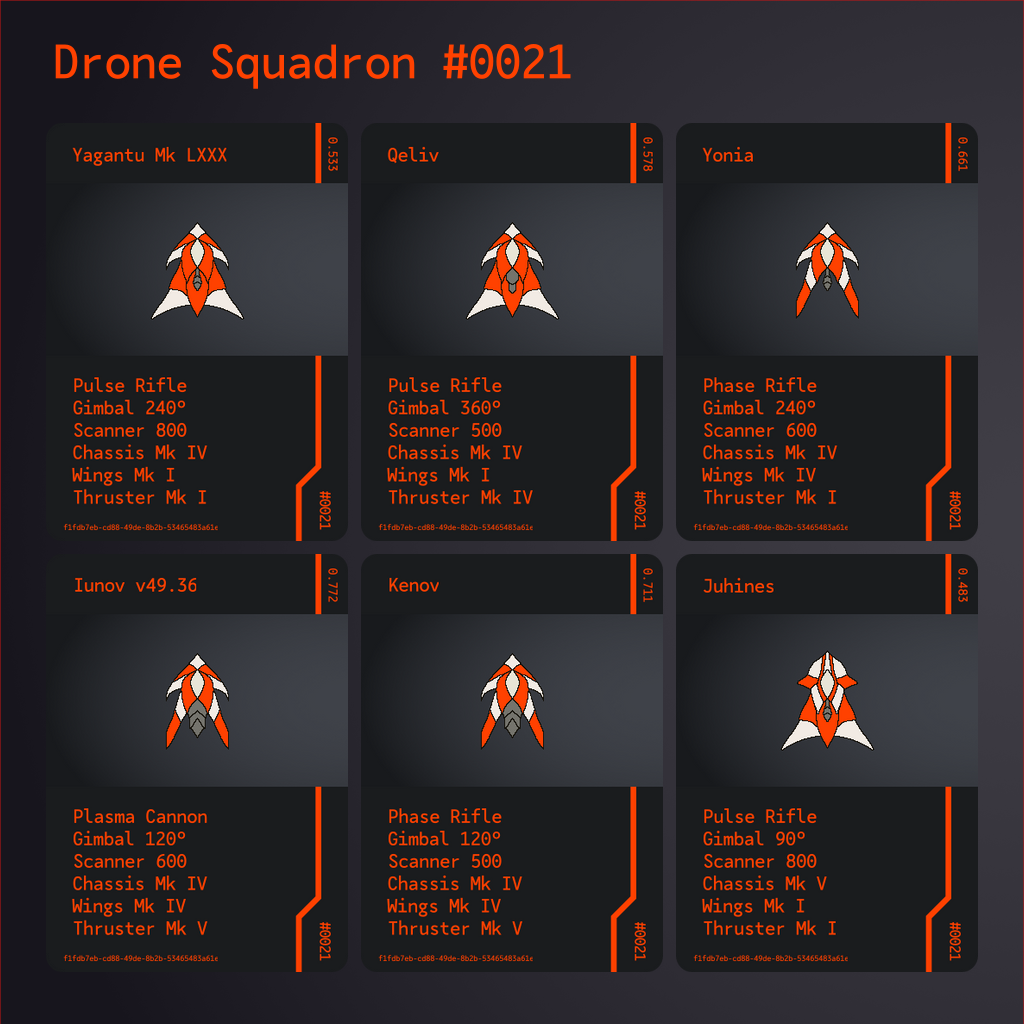 Drone Squadron #0021
Yagantu Mk LXXX
0.533
Pulse Rifle
Gimbal 240°
Scanner 800
Chassis Mk IV
Wings Mk I
Thruster Mk I
#0021
f1fdb7eb-cd88-49de-8b2b-53465483a61e
Qeliv
0.578
Pulse Rifle
Gimbal 360°
Scanner 500
Chassis Mk IV
Wings Mk I
Thruster Mk IV
#0021
f1fdb7eb-cd88-49de-8b2b-53465483a61e
Yonia
0.661
Phase Rifle
Gimbal 240°
Scanner 600
Chassis Mk IV
Wings Mk IV
Thruster Mk I
#0021
f1fdb7eb-cd88-49de-8b2b-53465483a61e
Iunov v49.36
0.772
Plasma Cannon
Gimbal 120°
Scanner 600
Chassis Mk IV
Wings Mk IV
Thruster Mk V
#0021
f1fdb7eb-cd88-49de-8b2b-53465483a61e
Kenov
0.711
Phase Rifle
Gimbal 120°
Scanner 500
Chassis Mk IV
Wings Mk IV
Thruster Mk V
#0021
f1fdb7eb-cd88-49de-8b2b-53465483a61e
Juhines
0.483
Pulse Rifle
Gimbal 90°
Scanner 800
Chassis Mk V
Wings Mk I
Thruster Mk I
#0021
f1fdb7eb-cd88-49de-8b2b-53465483a61e